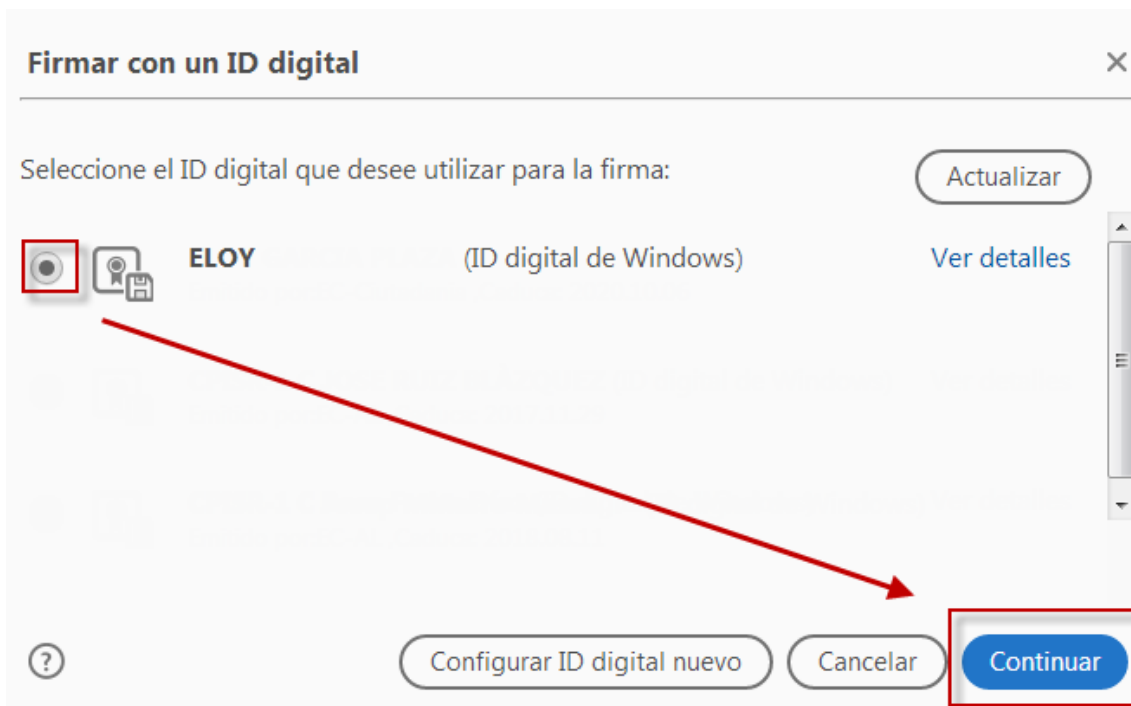 Firmar con un ID digital
Seleccione el ID digital que desee utilizar para la firma:
Actualizar
ELOY (ID digital de Windows) Ver detalles
Configurar ID digital nuevo Cancelar Continuar